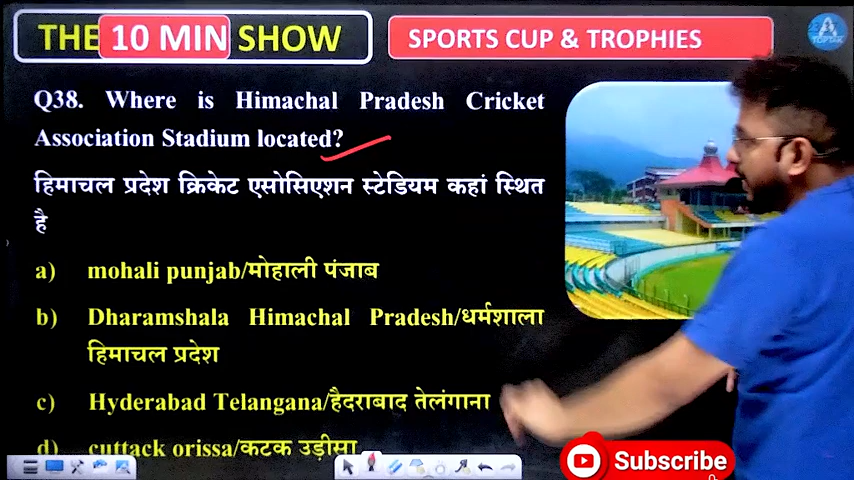 THE 10 MIN SHOW
SPORTS CUP & TROPHIES
Q38. Where is Himachal Pradesh Cricket
Association Stadium located?
हिमाचल प्रदेश क्रिकेट एसोसिएशन स्टेडियम कहां स्थित
है
a) mohali punjab/मोहाली पंजाब
b) Dharamshala Himachal Pradesh/धर्मशाला
हिमाचल प्रदेश
c) Hyderabad Telangana/हैदराबाद तेलंगाना
d) cuttack orissa/कटक उड़ीसा
Subscribe